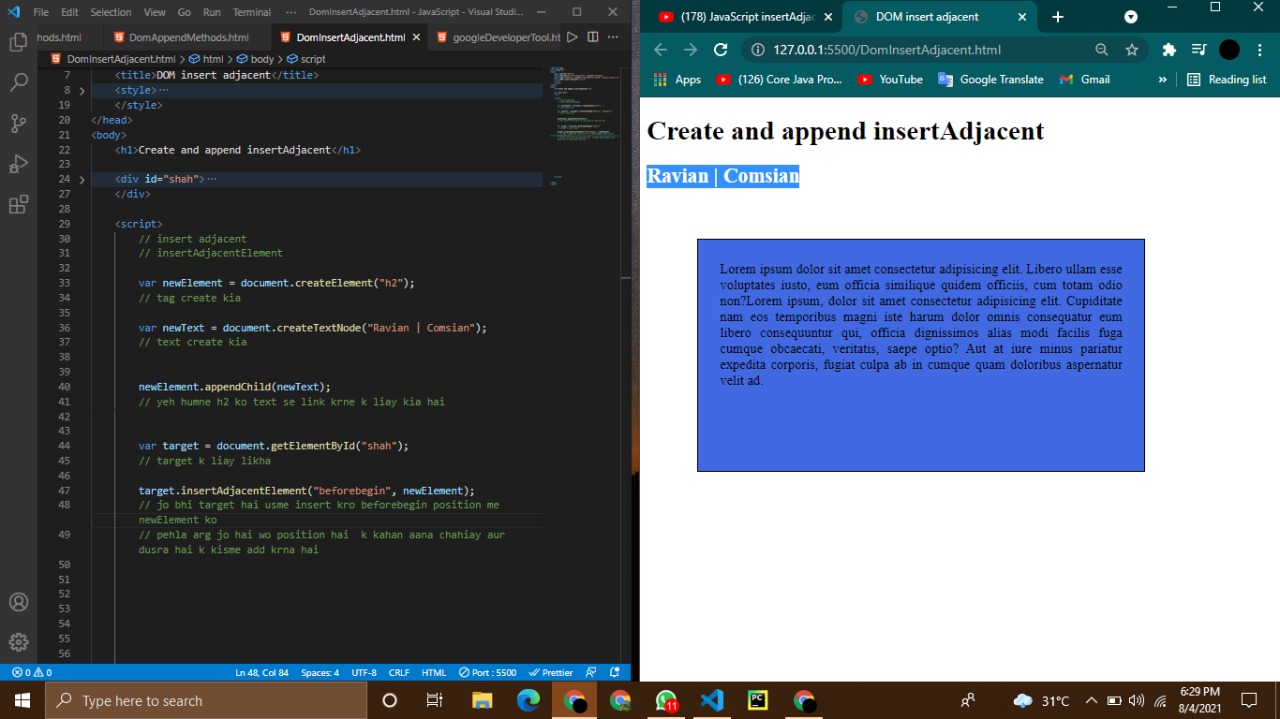 File Edit Selection View Go Run Terminal ··· DomInsertAdjacent.html - JavaScript - Visual Studi...
hods.html DomAppendMethods.html DomInsertAdjacent.html googleDeveloperTool.ht ···
DomInsertAdjacent.html > html > body > script
7 <title>DOM insert adjacent</title>
8 <style>···
19 </style>
20 </head>
21 <body>
22 <h1>Create and append insertAdjacent</h1>
23
24 <div id="shah">···
27 </div>
28
29 <script>
30 // insert adjacent
31 // insertAdjacentElement
32
33 var newElement = document.createElement("h2");
34 // tag create kia
35
36 var newText = document.createTextNode("Ravian | Comsian");
37 // text create kia
38
39
40 newElement.appendChild(newText);
41 // yeh humne h2 ko text se link krne k liay kia hai
42
43
44 var target = document.getElementById("shah");
45 // target k liay likha
46
47 target.insertAdjacentElement("beforebegin", newElement);
48 // jo bhi target hai usme insert kro beforebegin position me
newElement ko
49 // pehla arg jo hai wo position hai k kahan aana chahiay aur
dusra hai k kisme add krna hai
50
51
52
53
54
55
56
0 0 Ln 48, Col 84 Spaces: 4 UTF-8 CRLF HTML Port : 5500 Prettier
(178) JavaScript insertAdjac DOM insert adjacent
127.0.0.1:5500/DomInsertAdjacent.html
Apps (126) Core Java Pro... YouTube Google Translate Gmail » Reading list
Create and append insertAdjacent
Ravian | Comsian
Lorem ipsum dolor sit amet consectetur adipisicing elit. Libero ullam esse
voluptates iusto, eum officia similique quidem officiis, cum totam odio
non?Lorem ipsum, dolor sit amet consectetur adipisicing elit. Cupiditate
nam eos temporibus magni iste harum dolor omnis consequatur eum
libero consequuntur qui, officia dignissimos alias modi facilis fuga
cumque obcaecati, veritatis, saepe optio? Aut at iure minus pariatur
expedita corporis, fugiat culpa ab in cumque quam doloribus aspernatur
velit ad.
Type here to search 11 PC 31°C 6:29 PM
8/4/2021